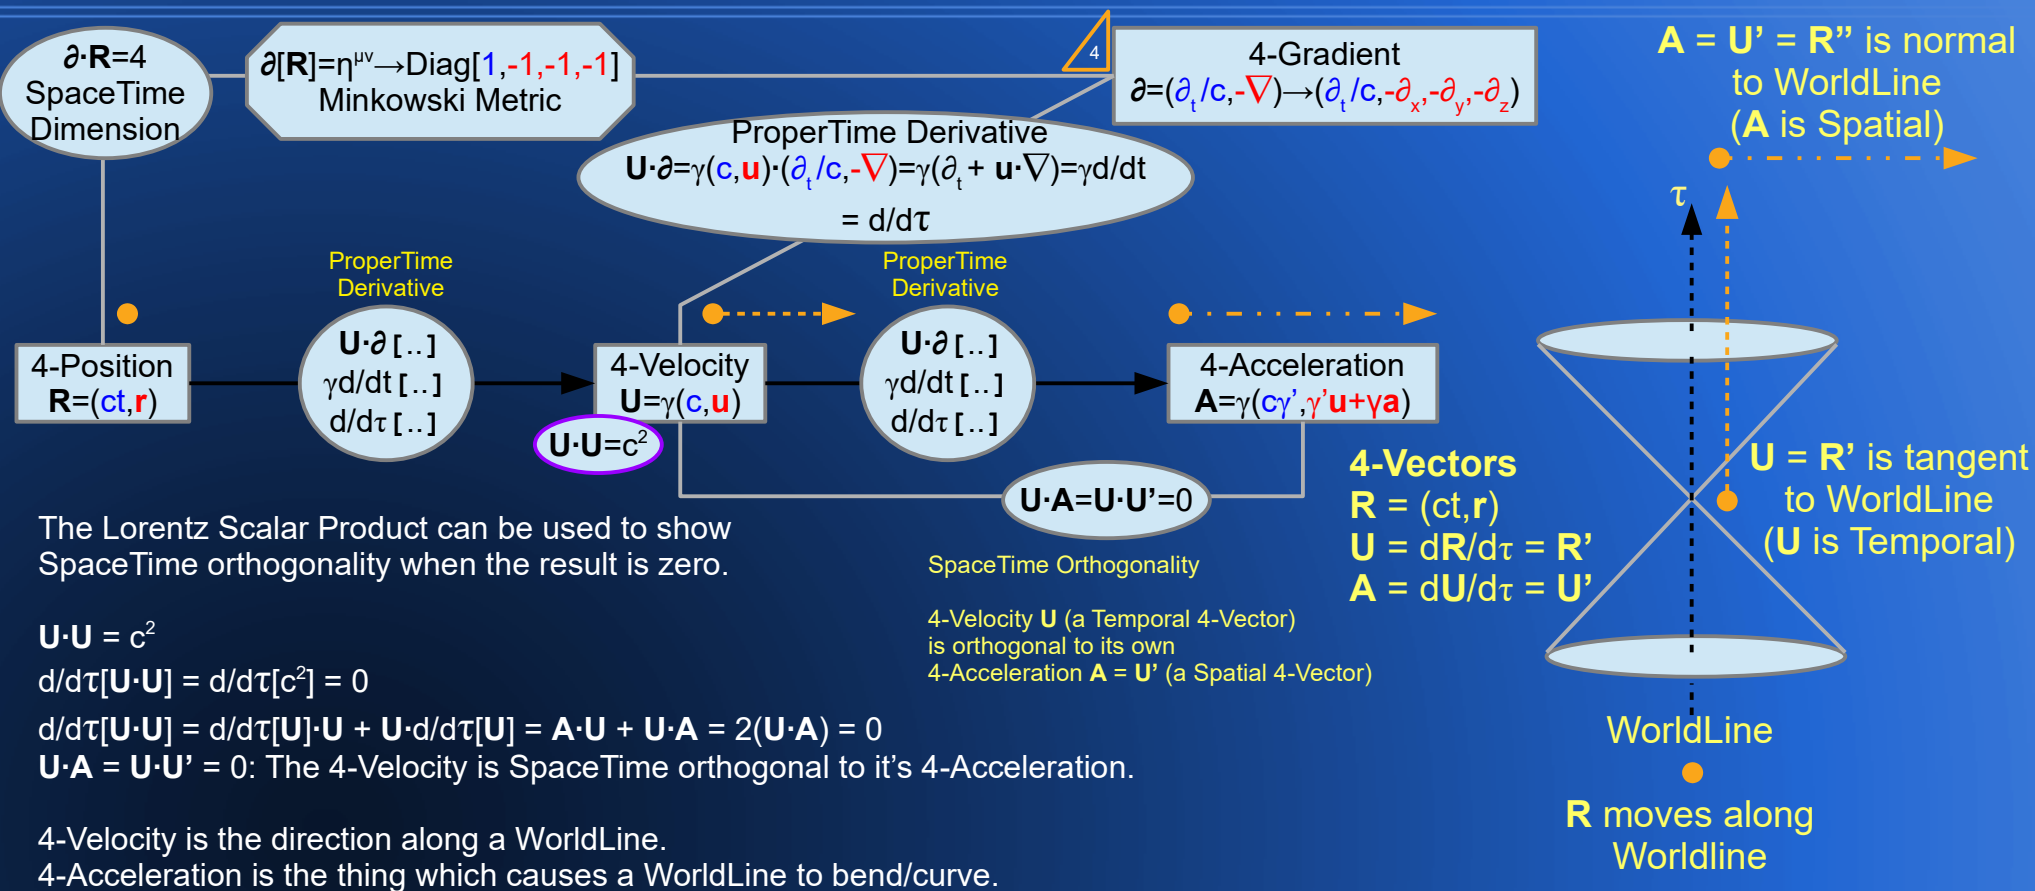 ∂·R=4
SpaceTime
Dimension
∂[R]=η^μν→Diag[1,-1,-1,-1]
Minkowski Metric
4
4-Gradient
∂=(∂_t/c,-∇)→(∂_t/c,-∂_x,-∂_y,-∂_z)
A = U' = R” is normal
to WorldLine
(A is Spatial)
ProperTime Derivative
U·∂=γ(c,u)·(∂_t/c,-∇)=γ(∂_t + u·∇)=γd/dt
= d/dτ
τ
ProperTime
Derivative
ProperTime
Derivative
4-Position
R=(ct,r)
U·∂ [..]
γd/dt [..]
d/dτ [..]
4-Velocity
U=γ(c,u)
U·U=c²
U·∂ [..]
γd/dt [..]
d/dτ [..]
4-Acceleration
A=γ(cγ’,γ’u+γa)
U·A=U·U’=0
4-Vectors
R = (ct,r)
U = dR/dτ = R’
A = dU/dτ = U’
U = R’ is tangent
to WorldLine
(U is Temporal)
The Lorentz Scalar Product can be used to show
SpaceTime orthogonality when the result is zero.
SpaceTime Orthogonality
4-Velocity U (a Temporal 4-Vector)
is orthogonal to its own
4-Acceleration A = U’ (a Spatial 4-Vector)
U·U = c²
d/dτ[U·U] = d/dτ[c²] = 0
d/dτ[U·U] = d/dτ[U]·U + U·d/dτ[U] = A·U + U·A = 2(U·A) = 0
U·A = U·U’ = 0: The 4-Velocity is SpaceTime orthogonal to it’s 4-Acceleration.
4-Velocity is the direction along a WorldLine.
4-Acceleration is the thing which causes a WorldLine to bend/curve.
WorldLine
R moves along
Worldline